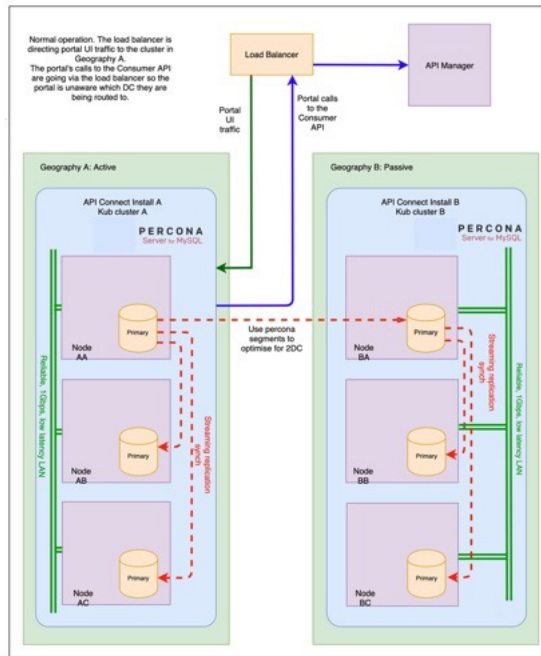 Normal operation. The load balancer is
directing portal UI traffic to the cluster in
Geography A.
The portal's calls to the Consumer API
are going via the load balancer so the
portal is unaware which DC they are
being routed to.
Load Balancer
API Manager
Portal
UI
traffic
Portal calls
to the
Consumer
API
Geography A: Active
API Connect Install A
Kub cluster A
PERCONA
Server for MySQL
Primary
Node
AA
Primary
Node
AB
Primary
Node
AC
Reliable, 1Gbps, low latency LAN
Streaming replication
synch
Use percona
segments to
optimise for 2DC
Geography B: Passive
API Connect Install B
Kub cluster B
PERCONA
Server for MySQL
Primary
Node
BA
Primary
Node
BB
Primary
Node
BC
Streaming replication
synch
Reliable, 1Gbps, low latency LAN